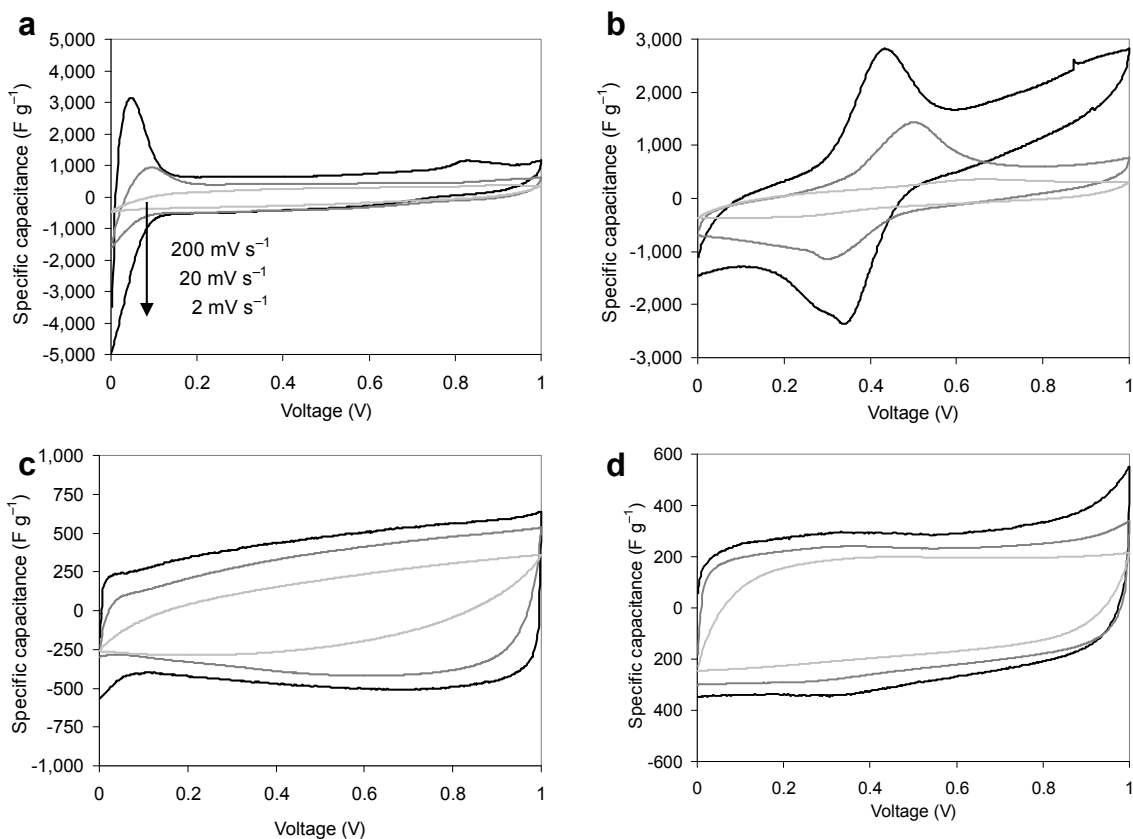 a
Specific capacitance (F g⁻¹)
5,000
4,000
3,000
2,000
1,000
0
-1,000
-2,000
-3,000
-4,000
-5,000
200 mV s⁻¹
20 mV s⁻¹
2 mV s⁻¹
0 0.2 0.4 0.6 0.8 1
Voltage (V)
b
Specific capacitance (F g⁻¹)
3,000
2,000
1,000
0
-1,000
-2,000
-3,000
0 0.2 0.4 0.6 0.8 1
Voltage (V)
c
Specific capacitance (F g⁻¹)
1,000
750
500
250
0
-250
-500
-750
-1,000
0 0.2 0.4 0.6 0.8 1
Voltage (V)
d
Specific capacitance (F g⁻¹)
600
400
200
0
200
400
-600
0 0.2 0.4 0.6 0.8 1
Voltage (V)